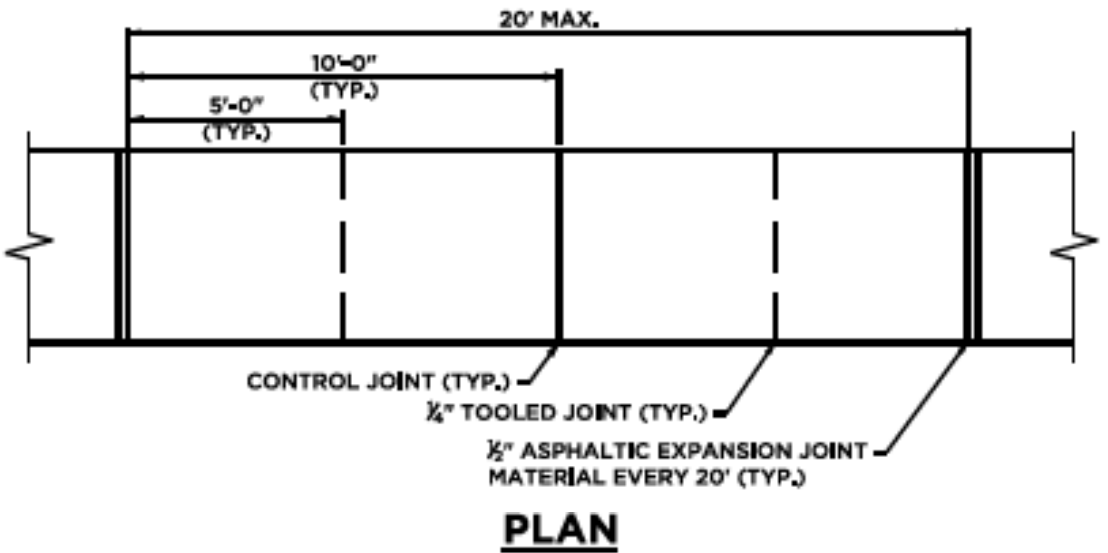 20' MAX.
10'-0"
(TYP.)
5'-0"
(TYP.)
CONTROL JOINT (TYP.)
¼" TOOLED JOINT (TYP.)
½" ASPHALTIC EXPANSION JOINT
MATERIAL EVERY 20' (TYP.)
PLAN